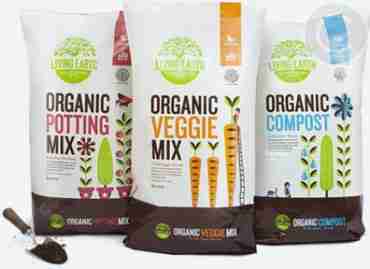 LIVING EARTH
ORGANIC
POTTING
MIX
ORGANIC POTTING MIX
LIVING EARTH
ORGANIC
VEGGIE
MIX
ORGANIC VEGGIE MIX
LIVING EARTH
ORGANIC
COMPOST
ORGANIC COMPOST